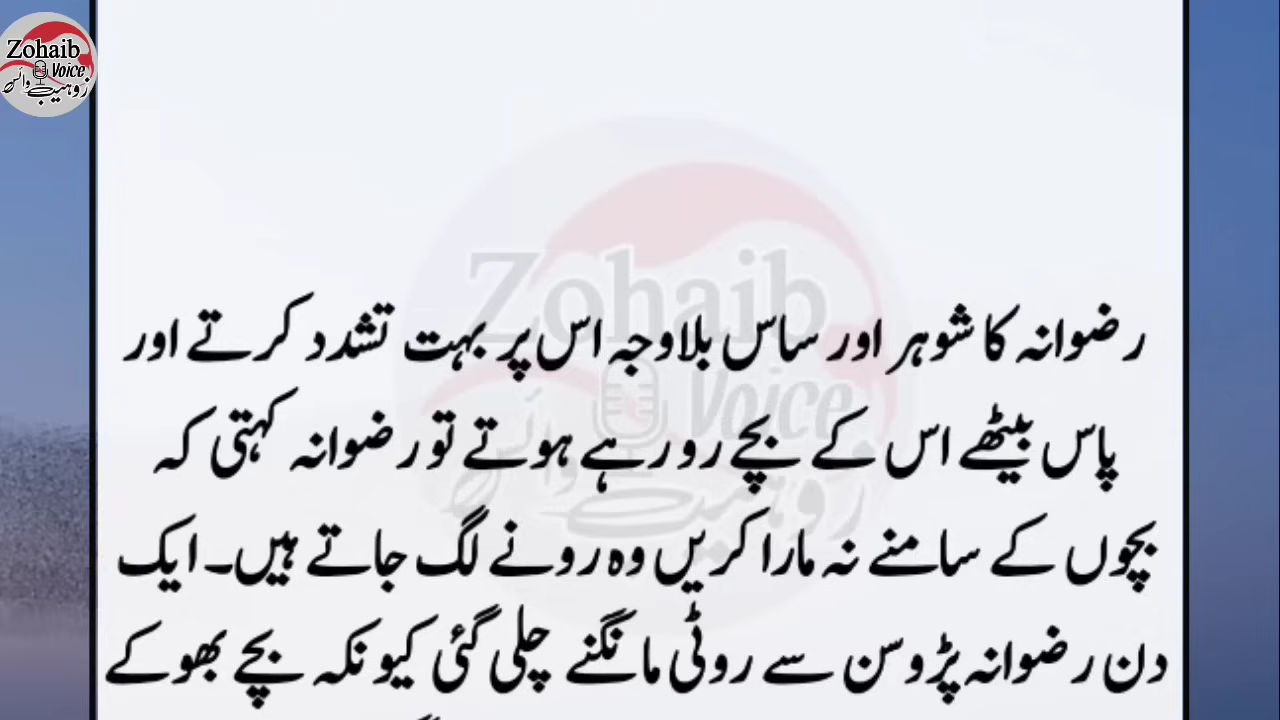 Zohaib
Voice
زوہیب وائس
رضوانہ کا شوہر اور ساس بلاوجہ اس پر بہت تشدد کرتے اور
پاس بیٹھے اس کے بچے رو رہے ہوتے تو رضوانہ کہتی کہ
بچوں کے سامنے نہ مارا کریں وہ رونے لگ جاتے ہیں۔ ایک
دن رضوانہ پڑوسن سے روٹی مانگنے چلی گئی کیونکہ بچے بھوکے